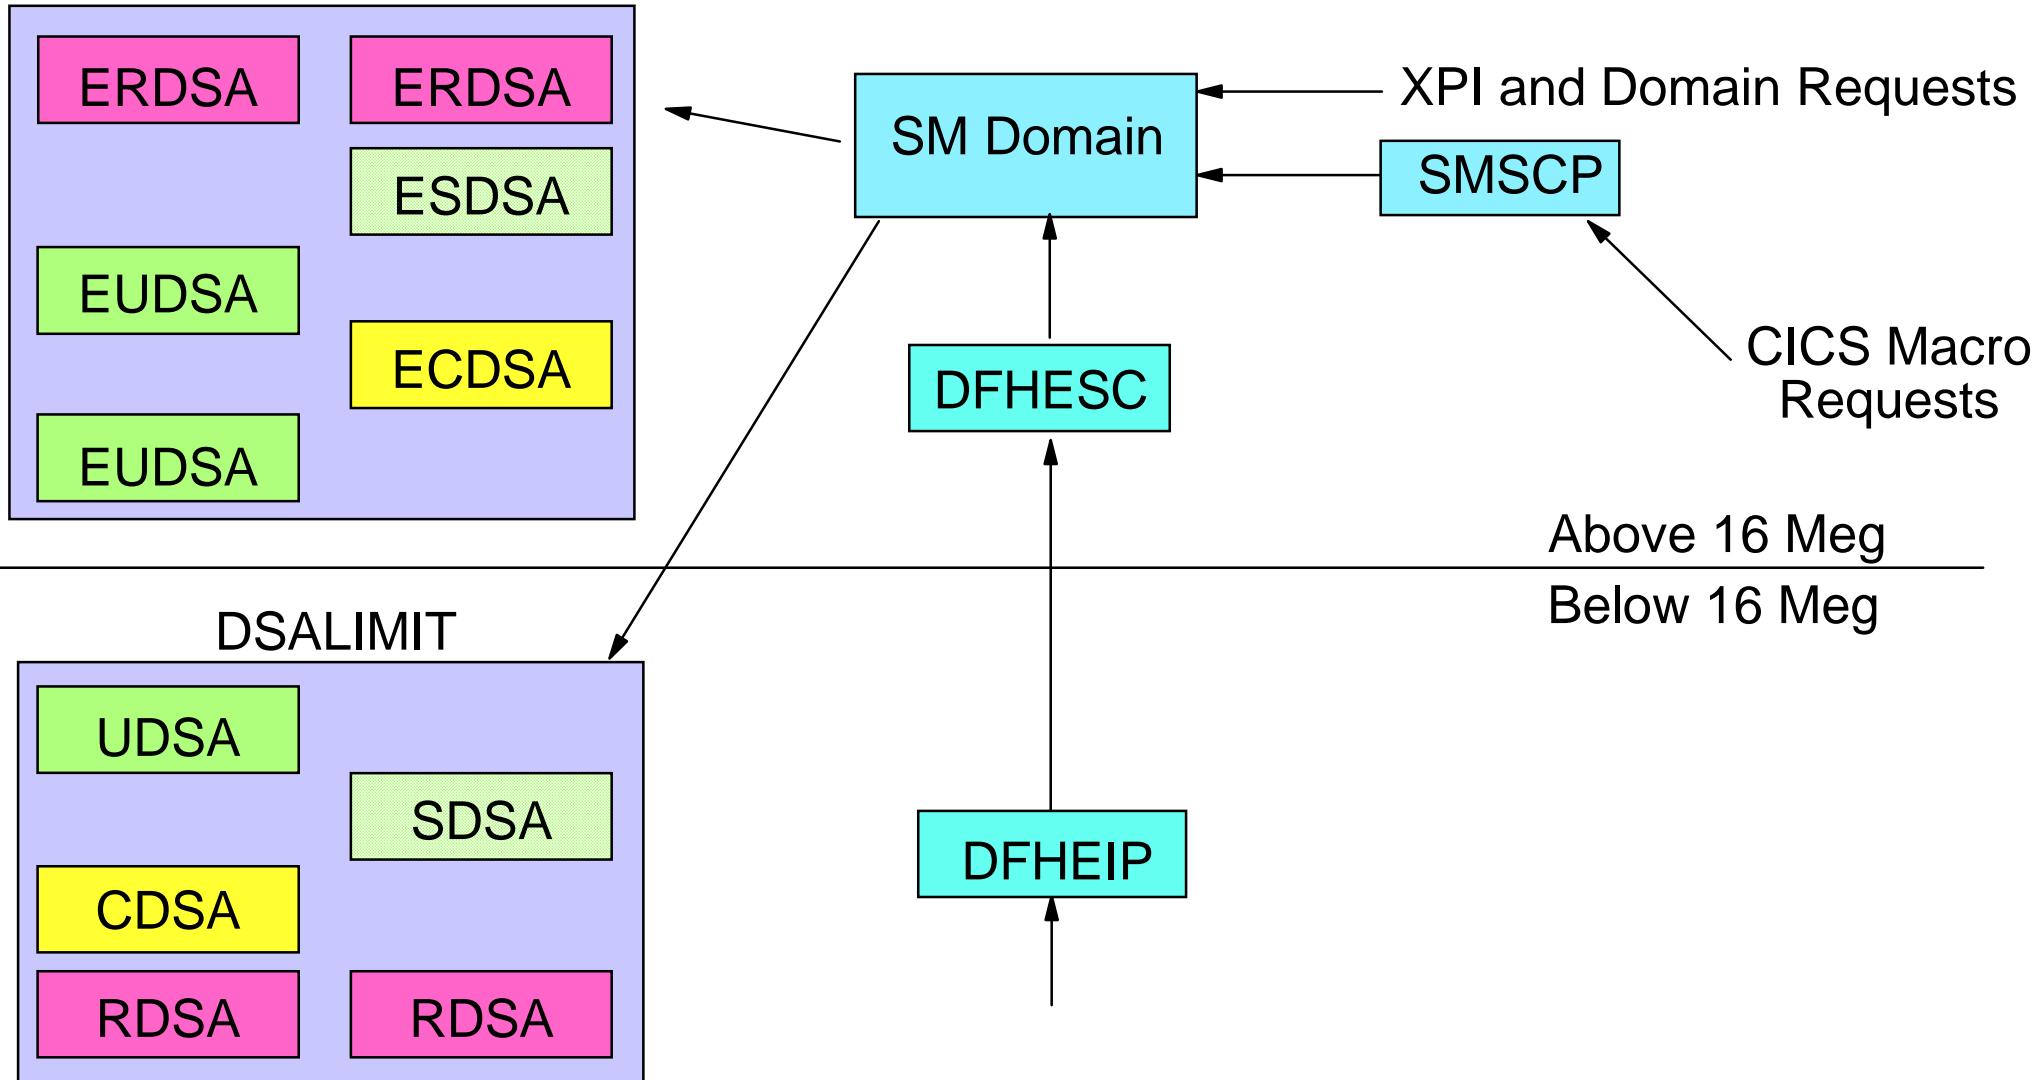 ERDSA
ERDSA
ESDSA
EUDSA
ECDSA
EUDSA
SM Domain
XPI and Domain Requests
SMSCP
CICS Macro
Requests
DFHESC
Above 16 Meg
Below 16 Meg
DSALIMIT
UDSA
SDSA
CDSA
RDSA
RDSA
DFHEIP